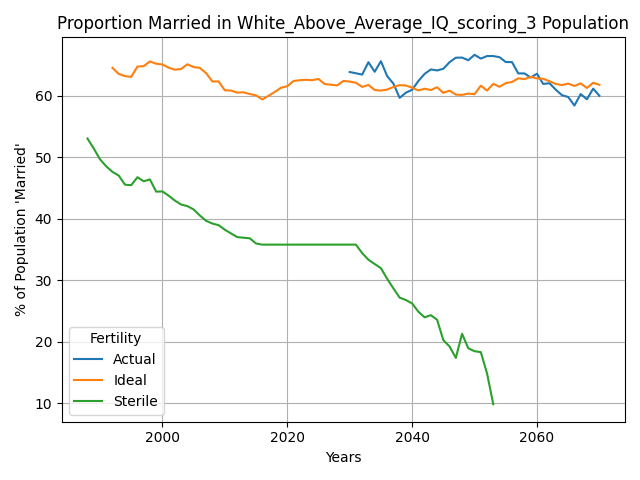 Proportion Married in White_Above_Average_IQ_scoring_3 Population
% of Population 'Married'
60
50
40
30
20
10
Fertility
Actual
Ideal
Sterile
2000 2020 2040 2060
Years